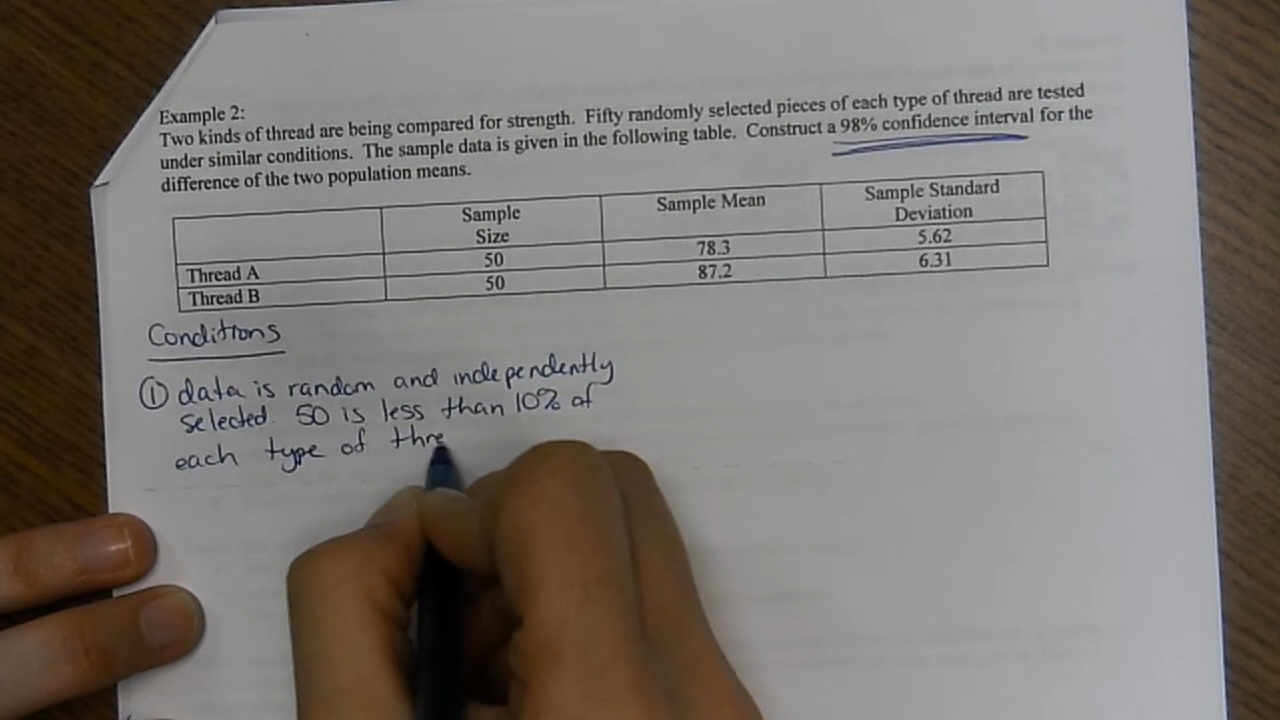 Example 2:
Two kinds of thread are being compared for strength. Fifty randomly selected pieces of each type of thread are tested
under similar conditions. The sample data is given in the following table. Construct a 98% confidence interval for the
difference of the two population means.
Sample Size Sample Mean Sample Standard Deviation
Thread A 50 78.3 5.62
Thread B 50 87.2 6.31
Conditions
① data is random and independently
selected. 50 is less than 10% of
each type of thre